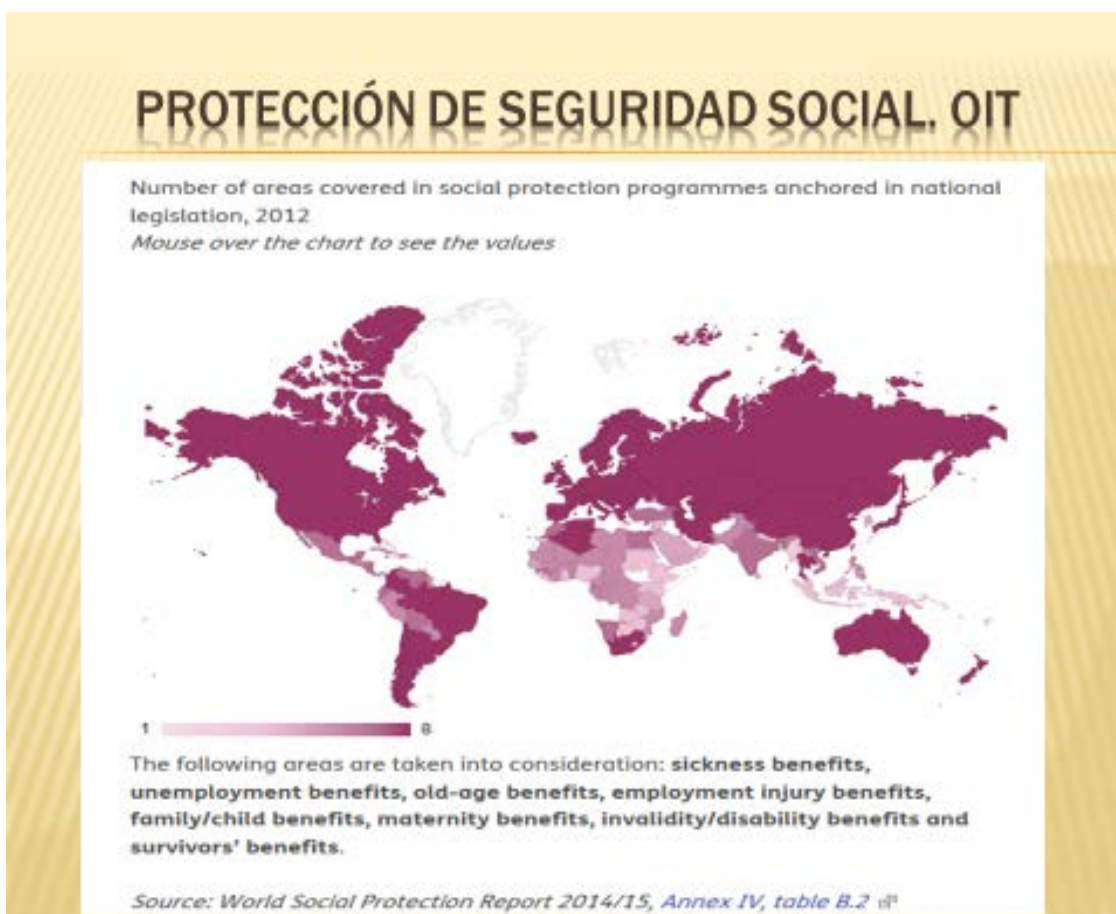 PROTECCIÓN DE SEGURIDAD SOCIAL. OIT
Number of areas covered in social protection programmes anchored in national
legislation, 2012
Mouse over the chart to see the values
1 8
The following areas are taken into consideration: sickness benefits,
unemployment benefits, old-age benefits, employment injury benefits,
family/child benefits, maternity benefits, invalidity/disability benefits and
survivors' benefits.
Source: World Social Protection Report 2014/15, Annex IV, table B.2